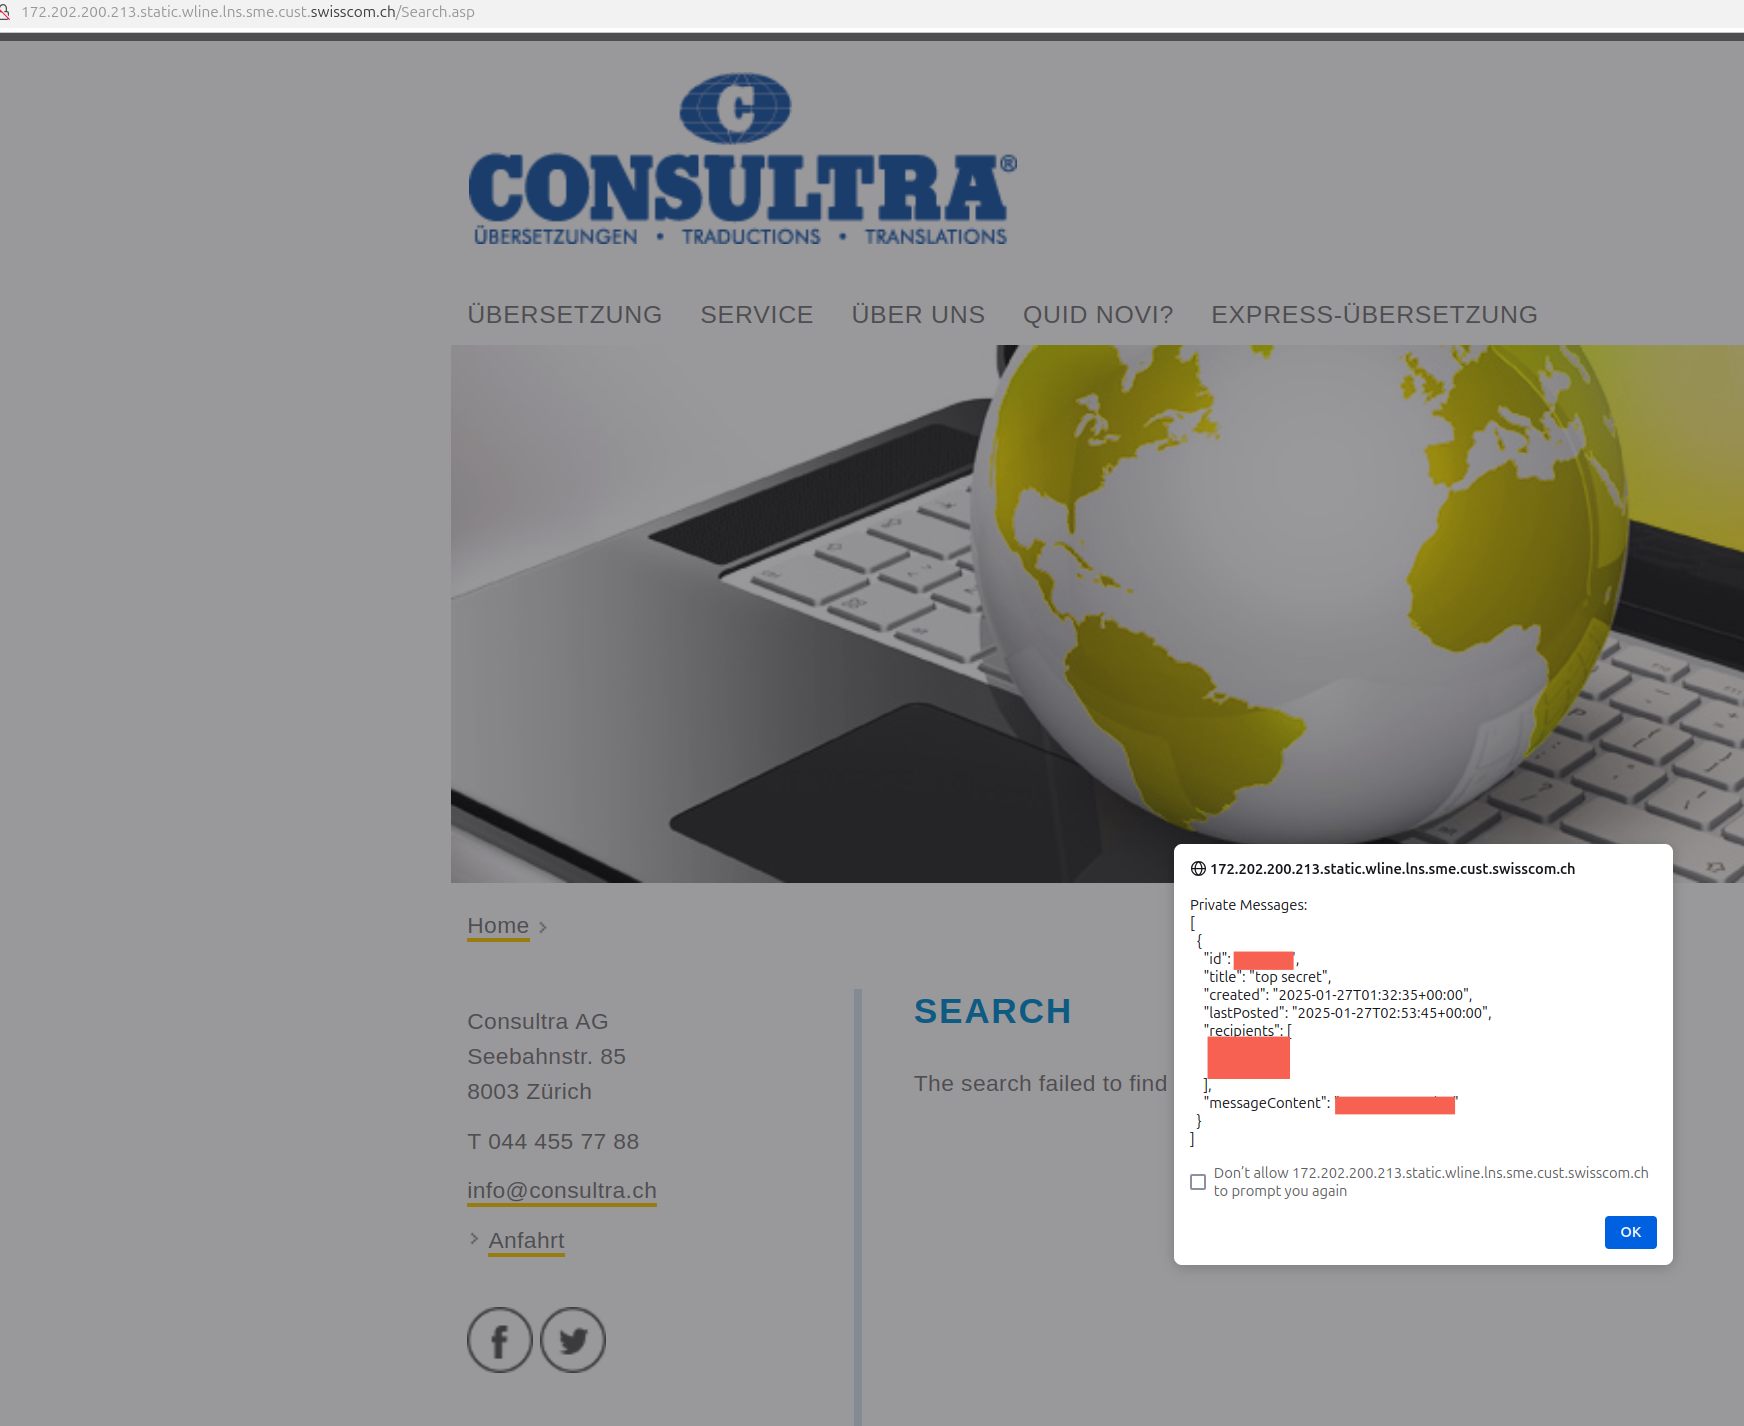 172.202.200.213.static.wline.lns.sme.cust.swisscom.ch/Search.asp
C
CONSULTRA®
ÜBERSETZUNGEN • TRADUCTIONS • TRANSLATIONS
ÜBERSETZUNG SERVICE ÜBER UNS QUID NOVI? EXPRESS-ÜBERSETZUNG
Home >
Consultra AG
Seebahnstr. 85
8003 Zürich
T 044 455 77 88
info@consultra.ch
> Anfahrt
SEARCH
The search failed to find
172.202.200.213.static.wline.lns.sme.cust.swisscom.ch
Private Messages:
[
{
"id": ",
"title": "top secret",
"created": "2025-01-27T01:32:35+00:00",
"lastPosted": "2025-01-27T02:53:45+00:00",
"recipients": [
],
"messageContent": " "
}
]
Don't allow 172.202.200.213.static.wline.lns.sme.cust.swisscom.ch
to prompt you again
OK